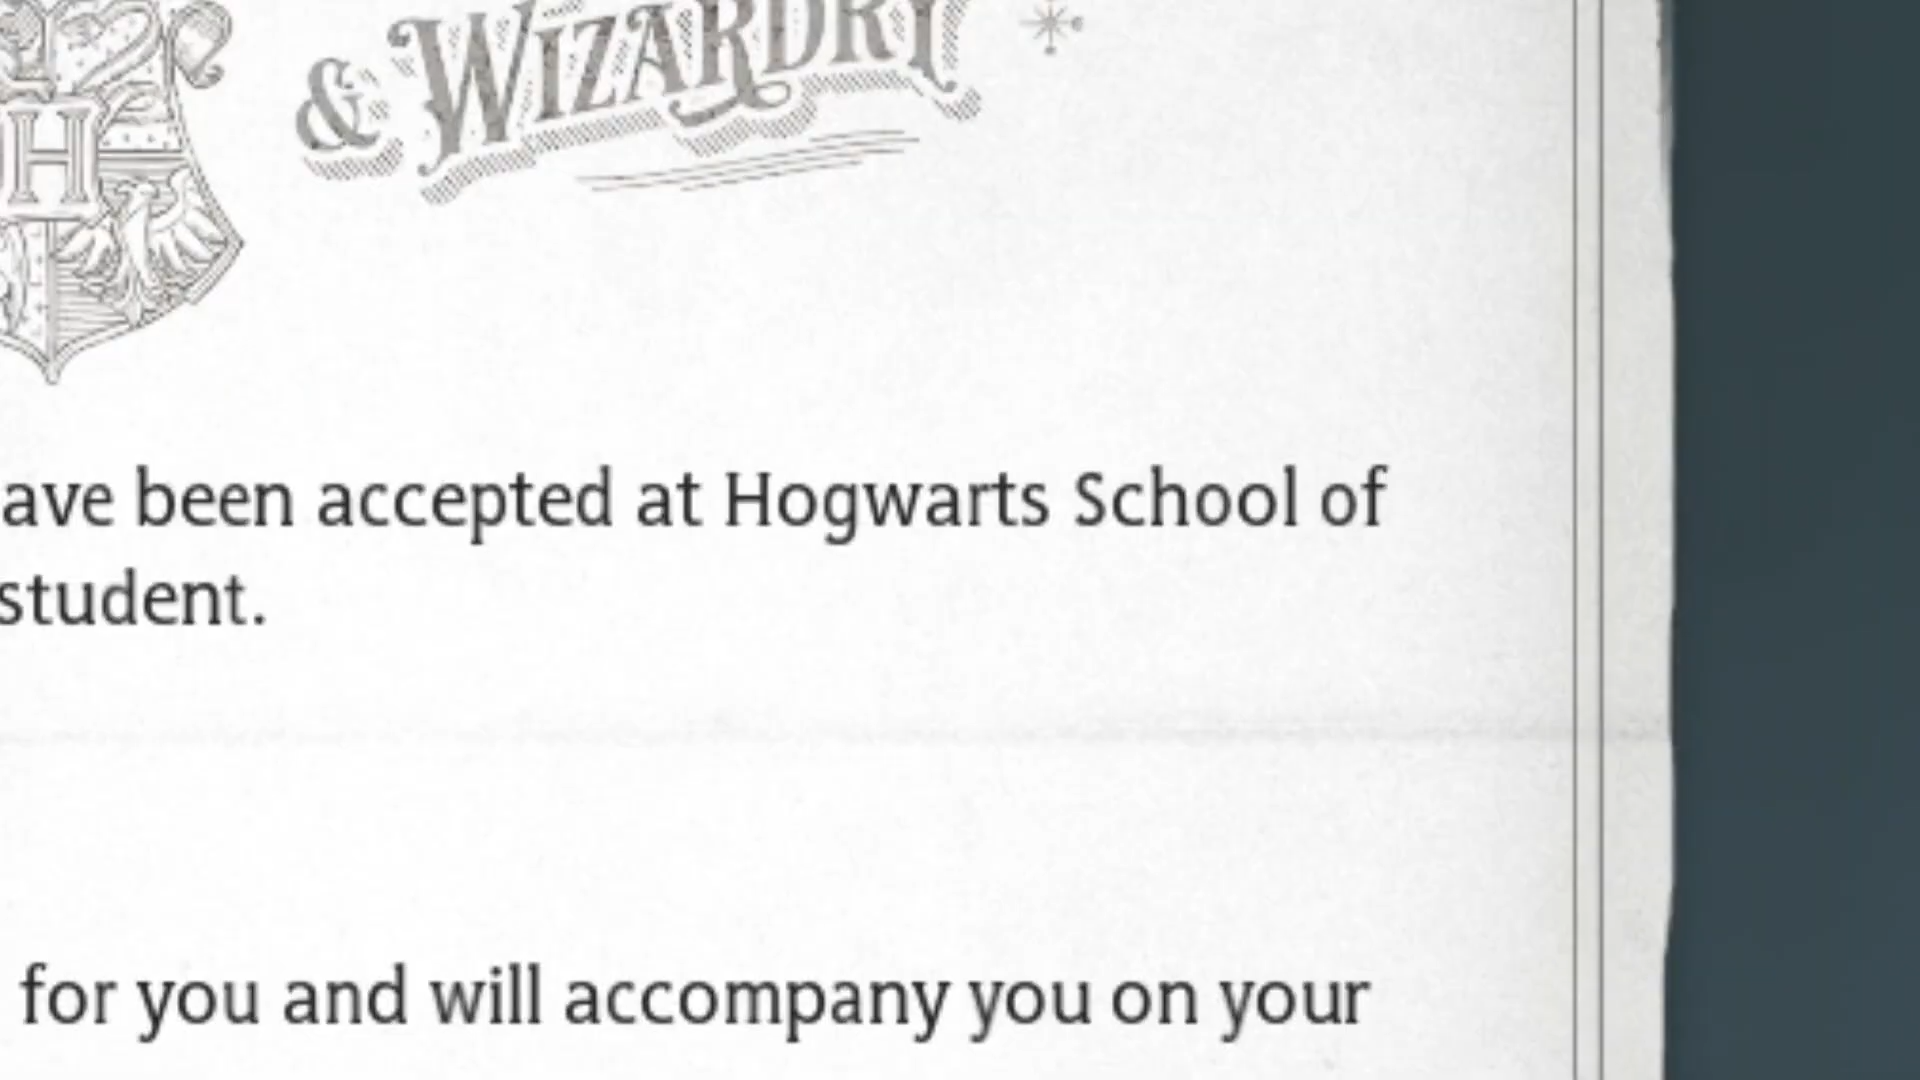 & WIZARDRY
H
ave been accepted at Hogwarts School of
student.
for you and will accompany you on your